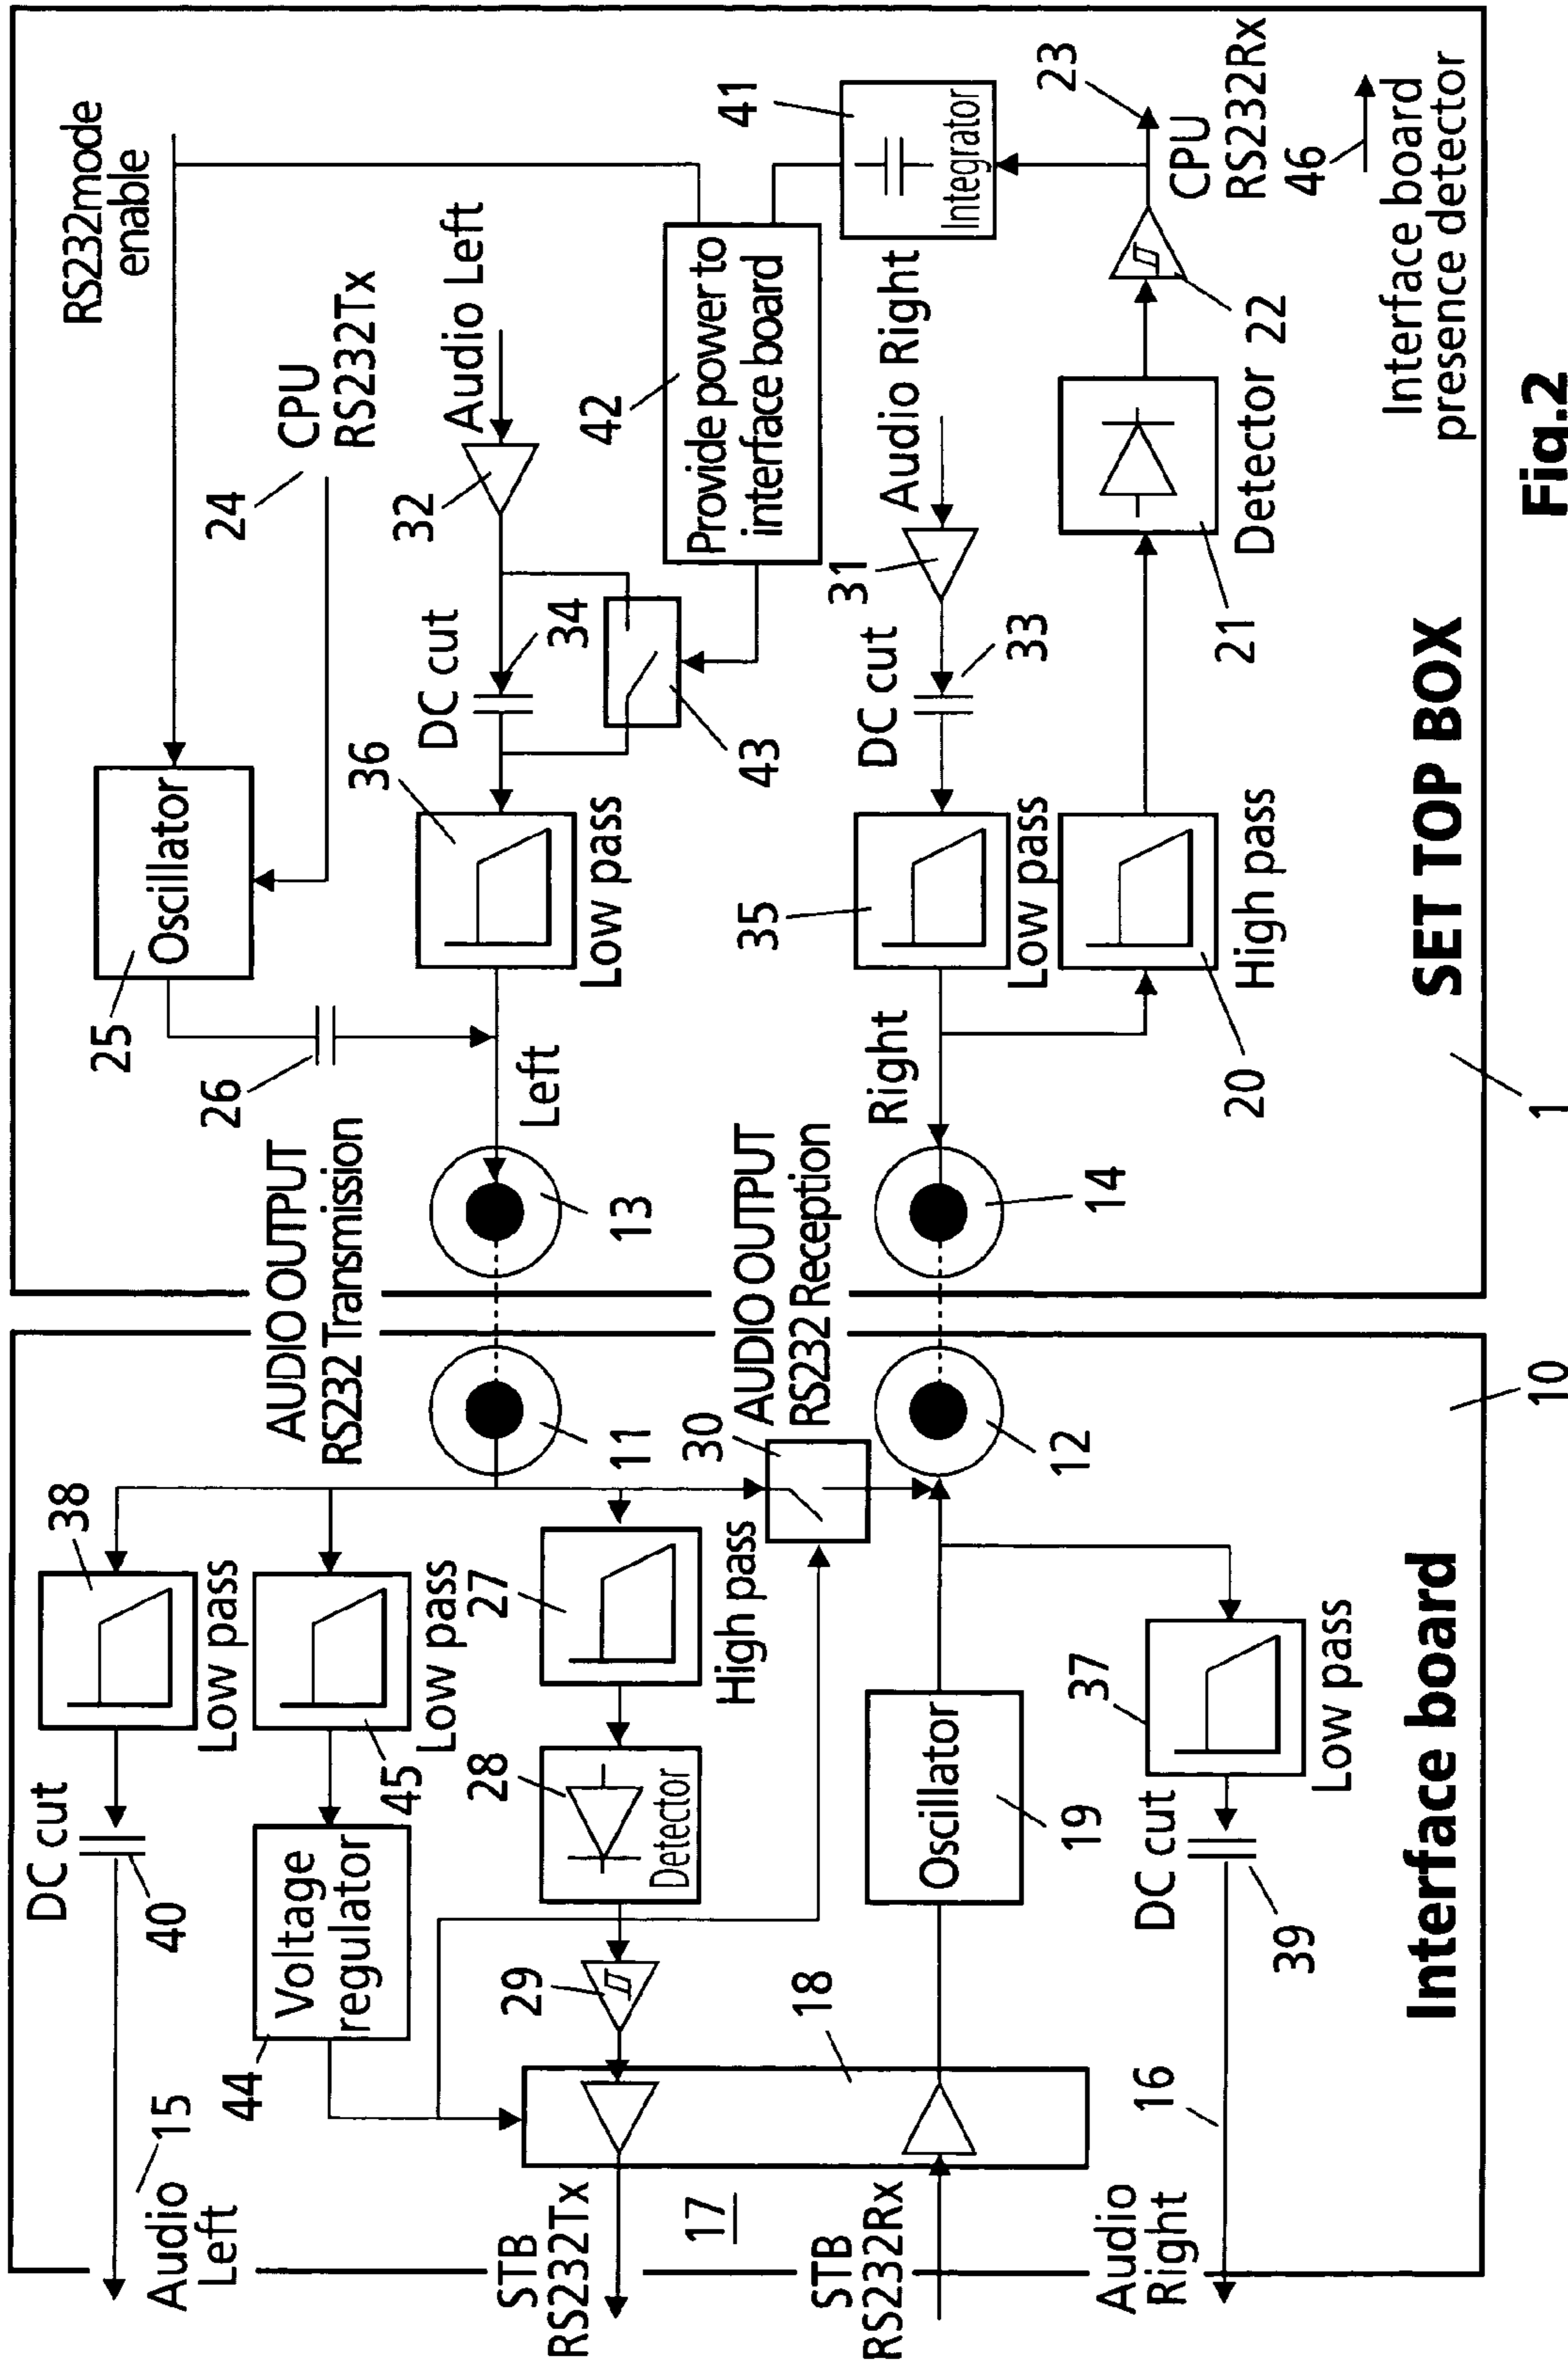 DC cut
40
38
Low pass
15
Audio
Left
44
Voltage
regulator
45
Low pass
STB
RS232Tx
17
29
28
Detector
27
High pass
11
30
18
STB
RS232Rx
Oscillator
19
12
Audio
Right
16
DC cut
39
37
Low pass
Interface board
10
AUDIO OUTPUT
RS232 Transmission
13
AUDIO OUTPUT
RS232 Reception
14
RS232mode
enable
25
Oscillator
26
24
CPU
RS232Tx
Left
36
Low pass
DC cut
34
32
Audio Left
43
42
Provide power to
interface board
41
Integrator
Right
35
Low pass
DC cut
33
31
Audio Right
20
High pass
21
Detector
22
23
CPU
RS232Rx
46
Interface board
presence detector
SET TOP BOX
1
Fig.2